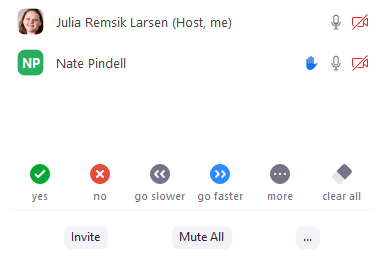 Julia Remsik Larsen (Host, me)
NP Nate Pindell
yes no go slower go faster more clear all
Invite Mute All ...